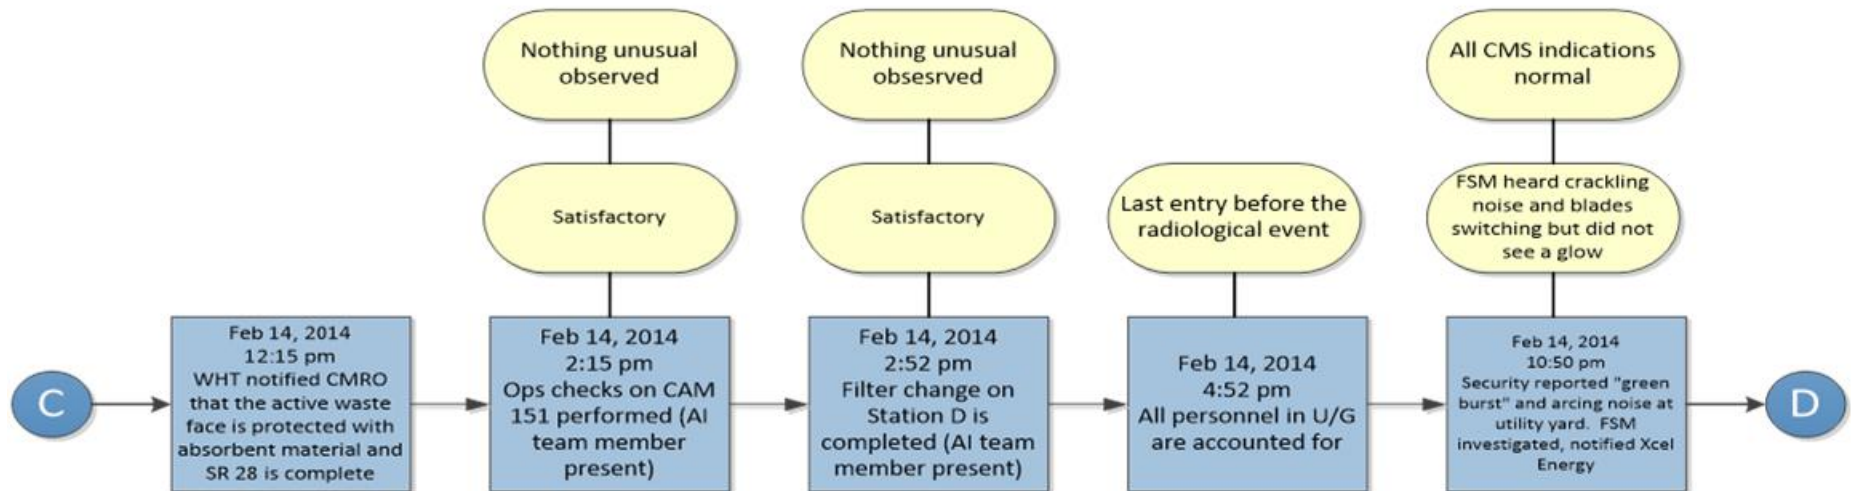 Nothing unusual
observed
Nothing unusual
obsesrved
All CMS indications
normal
Satisfactory
Satisfactory
Last entry before the
radiological event
FSM heard crackling
noise and blades
switching but did not
see a glow
C
Feb 14, 2014
12:15 pm
WHT notified CMRO
that the active waste
face is protected with
absorbent material and
SR 28 is complete
Feb 14, 2014
2:15 pm
Ops checks on CAM
151 performed (AI
team member
present)
Feb 14, 2014
2:52 pm
Filter change on
Station D is
completed (AI team
member present)
Feb 14, 2014
4:52 pm
All personnel in U/G
are accounted for
Feb 14, 2014
10:50 pm
Security reported "green
burst" and arcing noise at
utility yard. FSM
investigated, notified Xcel
Energy
D